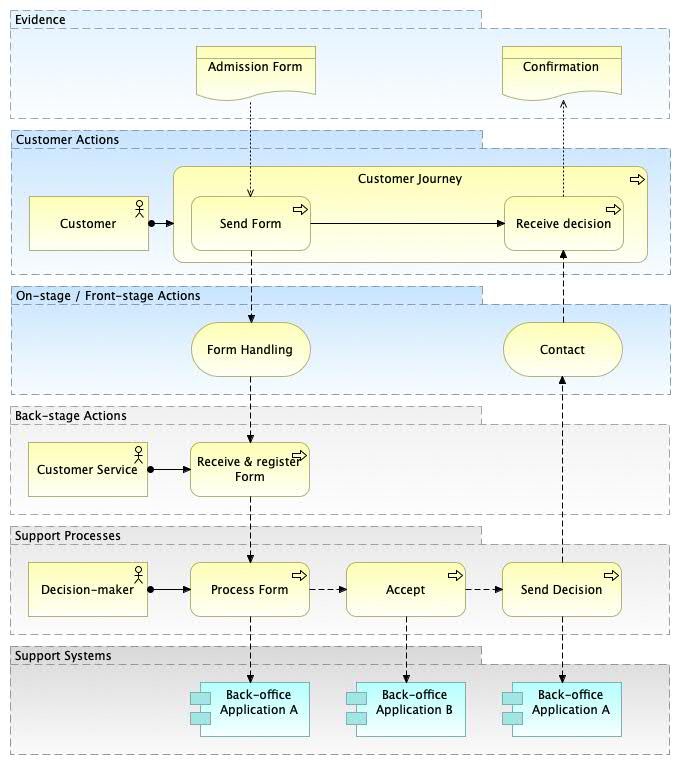 Evidence
Admission Form
Confirmation
Customer Actions
Customer Journey
Customer
Send Form
Receive decision
On-stage / Front-stage Actions
Form Handling
Contact
Back-stage Actions
Customer Service
Receive & register
Form
Support Processes
Decision-maker
Process Form
Accept
Send Decision
Support Systems
Back-office
Application A
Back-office
Application B
Back-office
Application A